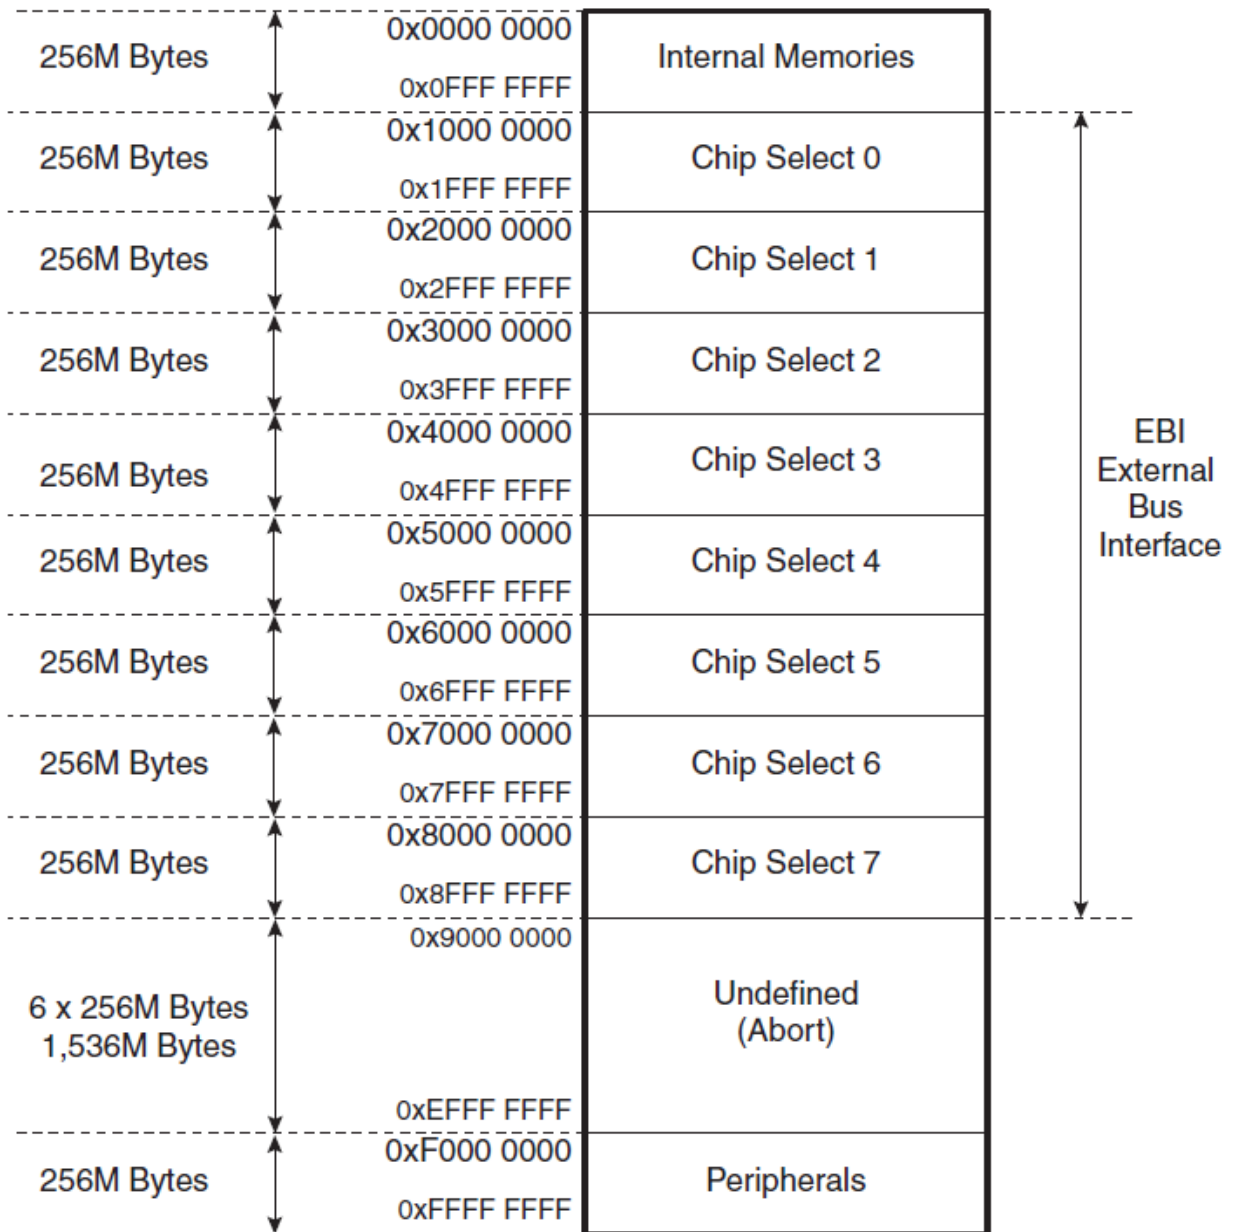 256M Bytes
0x0000 0000
0x0FFF FFFF
Internal Memories
256M Bytes
0x1000 0000
0x1FFF FFFF
Chip Select 0
256M Bytes
0x2000 0000
0x2FFF FFFF
Chip Select 1
256M Bytes
0x3000 0000
0x3FFF FFFF
Chip Select 2
256M Bytes
0x4000 0000
0x4FFF FFFF
Chip Select 3
256M Bytes
0x5000 0000
0x5FFF FFFF
Chip Select 4
256M Bytes
0x6000 0000
0x6FFF FFFF
Chip Select 5
256M Bytes
0x7000 0000
0x7FFF FFFF
Chip Select 6
256M Bytes
0x8000 0000
0x8FFF FFFF
Chip Select 7
EBI
External
Bus
Interface
6 x 256M Bytes
1,536M Bytes
0x9000 0000
0xEFFF FFFF
Undefined
(Abort)
256M Bytes
0xF000 0000
0xFFFF FFFF
Peripherals